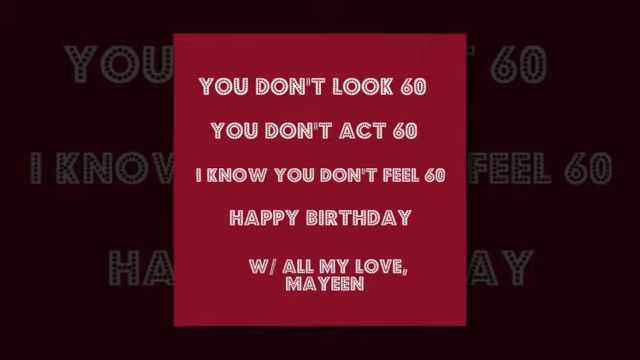 YOU DON'T LOOK 60
YOU DON'T ACT 60
I KNOW YOU DON'T FEEL 60
HAPPY BIRTHDAY
W/ ALL MY LOVE,
MAYEEN